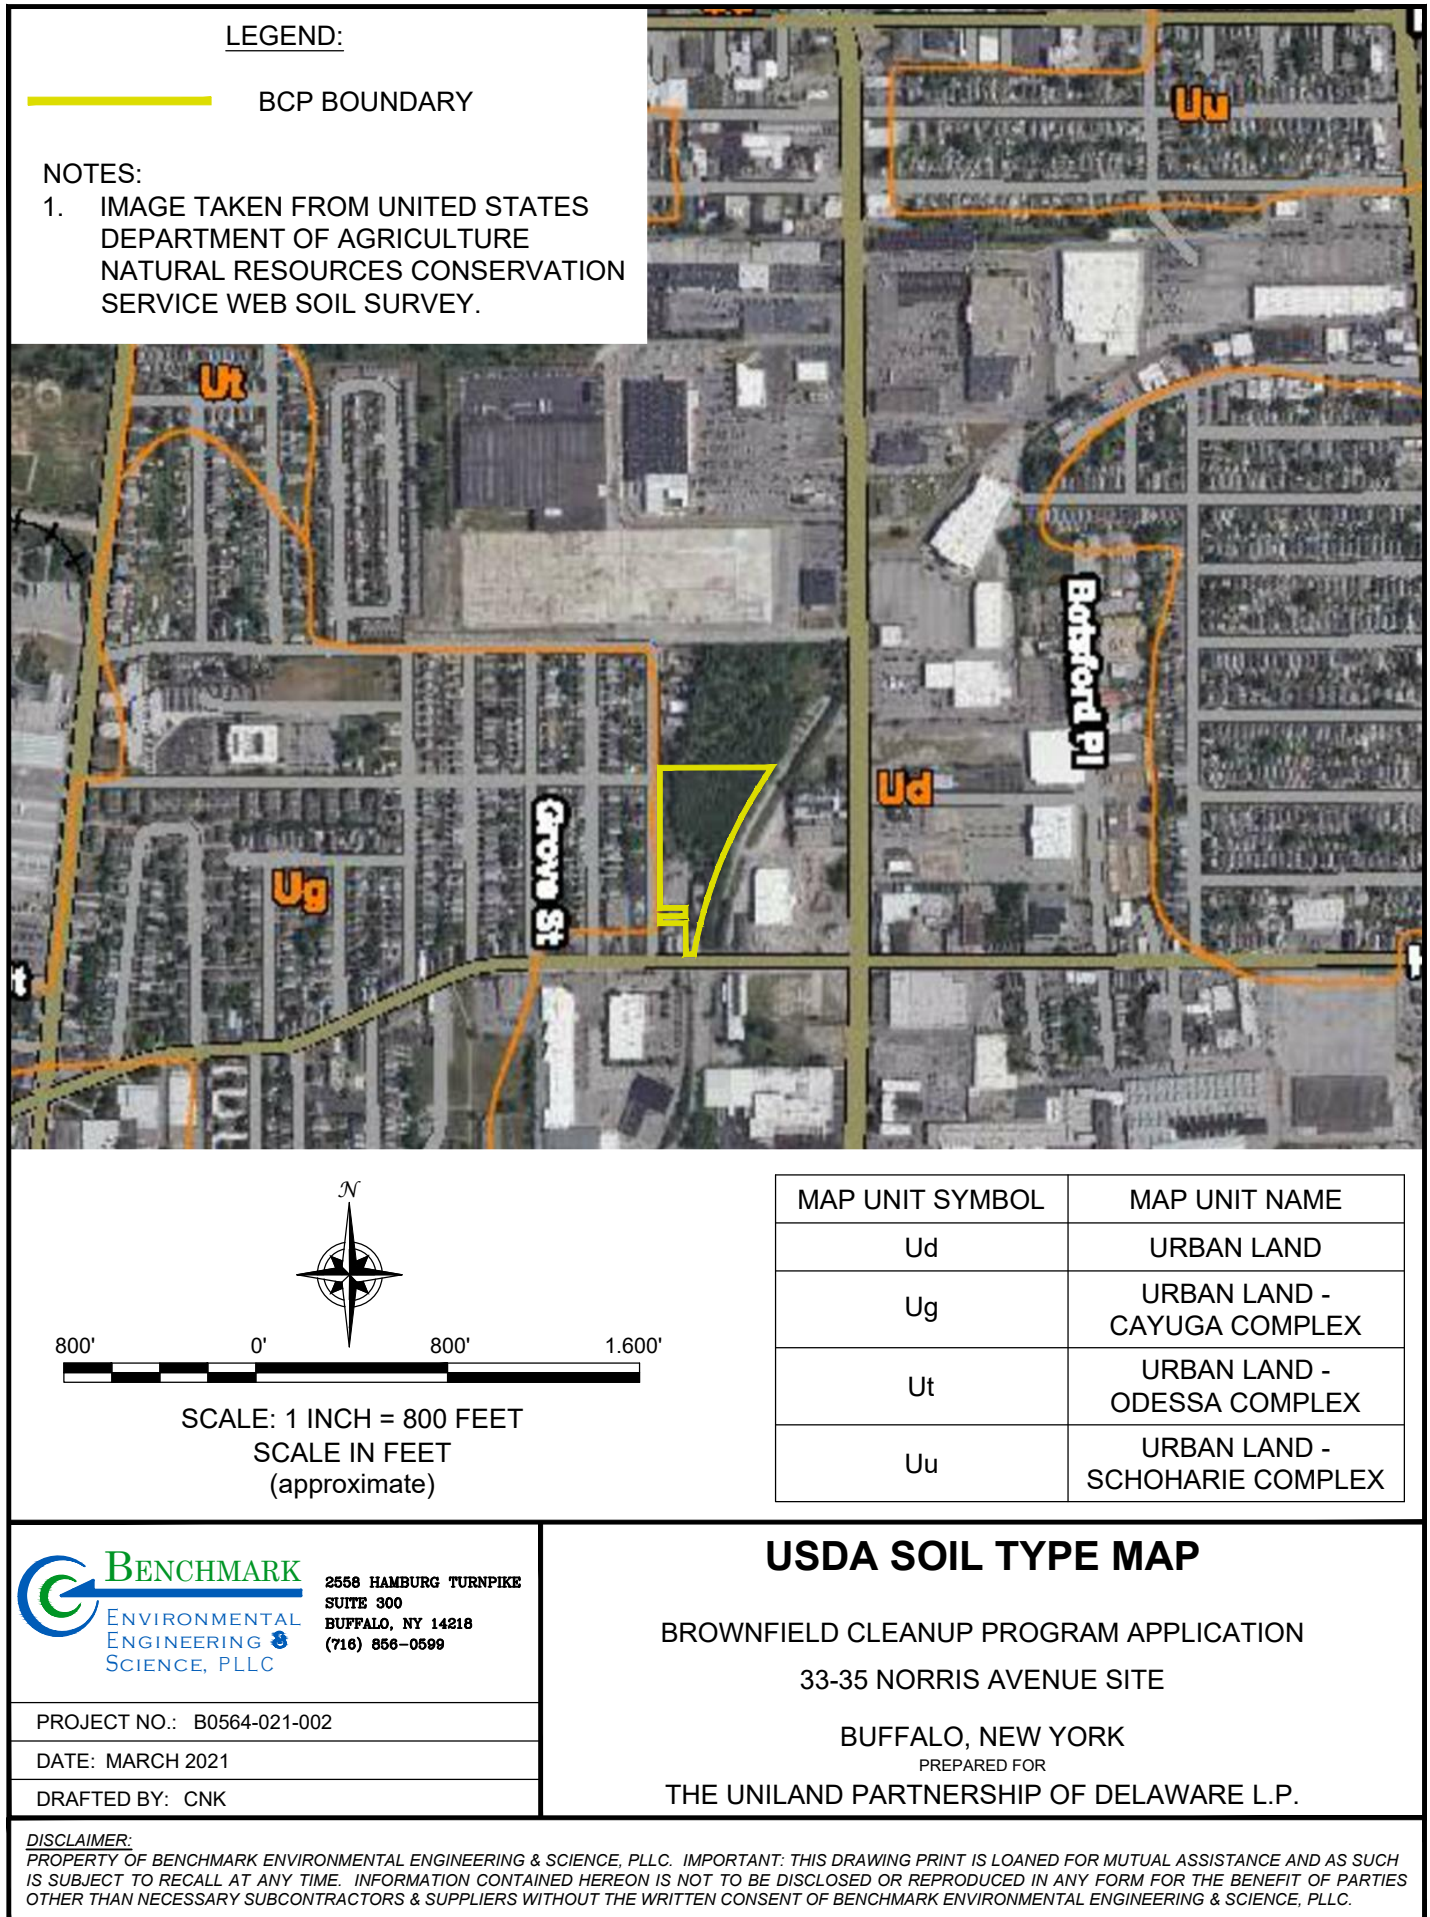 LEGEND:
BCP BOUNDARY
NOTES:
1. IMAGE TAKEN FROM UNITED STATES
DEPARTMENT OF AGRICULTURE
NATURAL RESOURCES CONSERVATION
SERVICE WEB SOIL SURVEY.
Uu
Ut
Botsford Pl
Ud
Grove St
Ug
N
800' 0' 800' 1.600'
SCALE: 1 INCH = 800 FEET
SCALE IN FEET
(approximate)
MAP UNIT SYMBOL MAP UNIT NAME
Ud URBAN LAND
Ug URBAN LAND -
CAYUGA COMPLEX
Ut URBAN LAND -
ODESSA COMPLEX
Uu URBAN LAND -
SCHOHARIE COMPLEX
BENCHMARK
ENVIRONMENTAL
ENGINEERING &
SCIENCE, PLLC
2558 HAMBURG TURNPIKE
SUITE 300
BUFFALO, NY 14218
(716) 856-0599
PROJECT NO.: B0564-021-002
DATE: MARCH 2021
DRAFTED BY: CNK
USDA SOIL TYPE MAP
BROWNFIELD CLEANUP PROGRAM APPLICATION
33-35 NORRIS AVENUE SITE
BUFFALO, NEW YORK
PREPARED FOR
THE UNILAND PARTNERSHIP OF DELAWARE L.P.
DISCLAIMER:
PROPERTY OF BENCHMARK ENVIRONMENTAL ENGINEERING & SCIENCE, PLLC. IMPORTANT: THIS DRAWING PRINT IS LOANED FOR MUTUAL ASSISTANCE AND AS SUCH
IS SUBJECT TO RECALL AT ANY TIME. INFORMATION CONTAINED HEREON IS NOT TO BE DISCLOSED OR REPRODUCED IN ANY FORM FOR THE BENEFIT OF PARTIES
OTHER THAN NECESSARY SUBCONTRACTORS & SUPPLIERS WITHOUT THE WRITTEN CONSENT OF BENCHMARK ENVIRONMENTAL ENGINEERING & SCIENCE, PLLC.